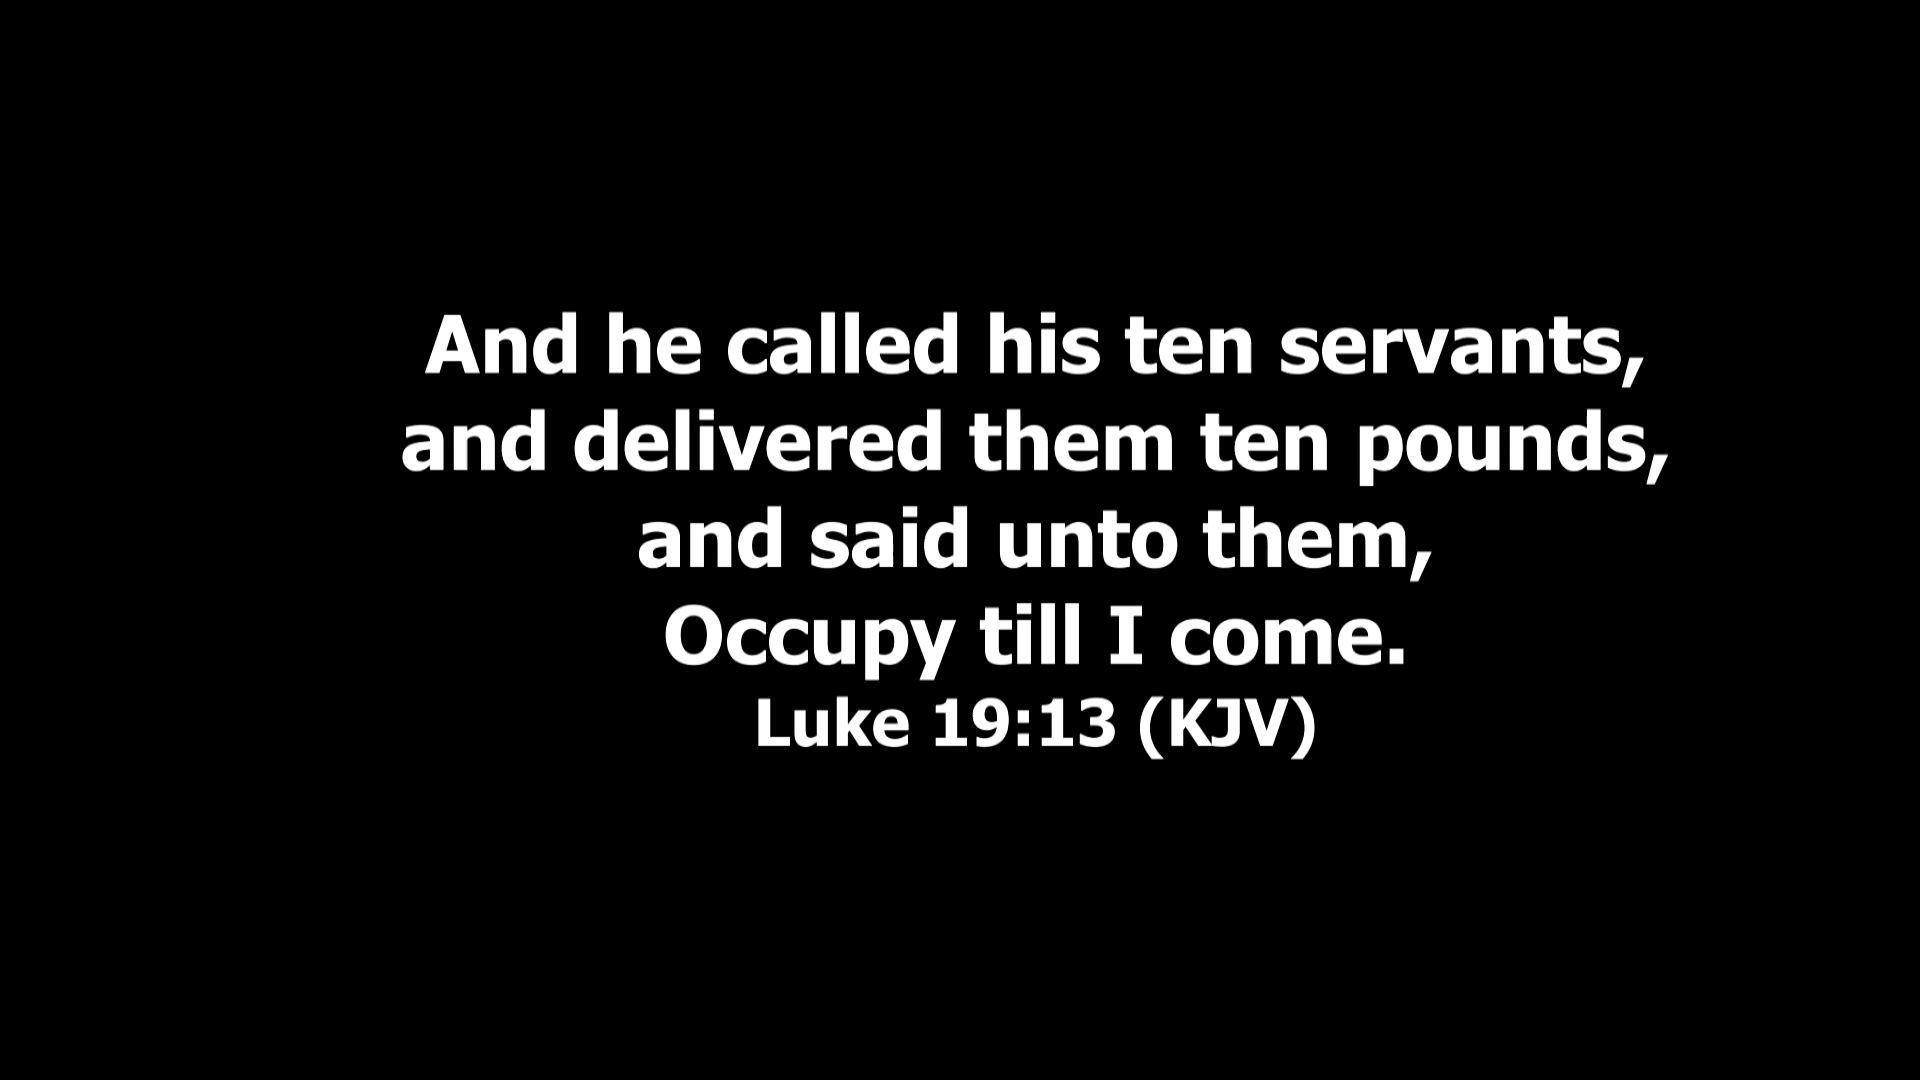 And he called his ten servants,
and delivered them ten pounds,
and said unto them,
Occupy till I come.
Luke 19:13 (KJV)